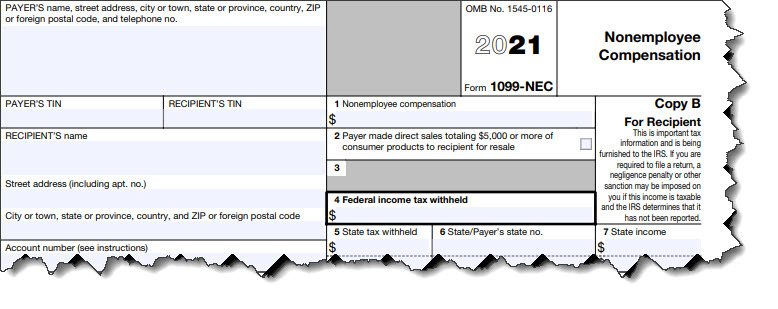 PAYER'S name, street address, city or town, state or province, country, ZIP
or foreign postal code, and telephone no.
OMB No. 1545-0116
2021
Form 1099-NEC
Nonemployee
Compensation
PAYER'S TIN
RECIPIENT'S TIN
1 Nonemployee compensation
$
Copy B
For Recipient
This is important tax
information and is being
furnished to the IRS. If you are
required to file a return, a
negligence penalty or other
sanction may be imposed on
you if this income is taxable
and the IRS determines that it
has not been reported.
RECIPIENT'S name
2 Payer made direct sales totaling $5,000 or more of
consumer products to recipient for resale
3
Street address (including apt. no.)
4 Federal income tax withheld
$
City or town, state or province, country, and ZIP or foreign postal code
5 State tax withheld
$
6 State/Payer's state no.
7 State income
$
Account number (see instructions)